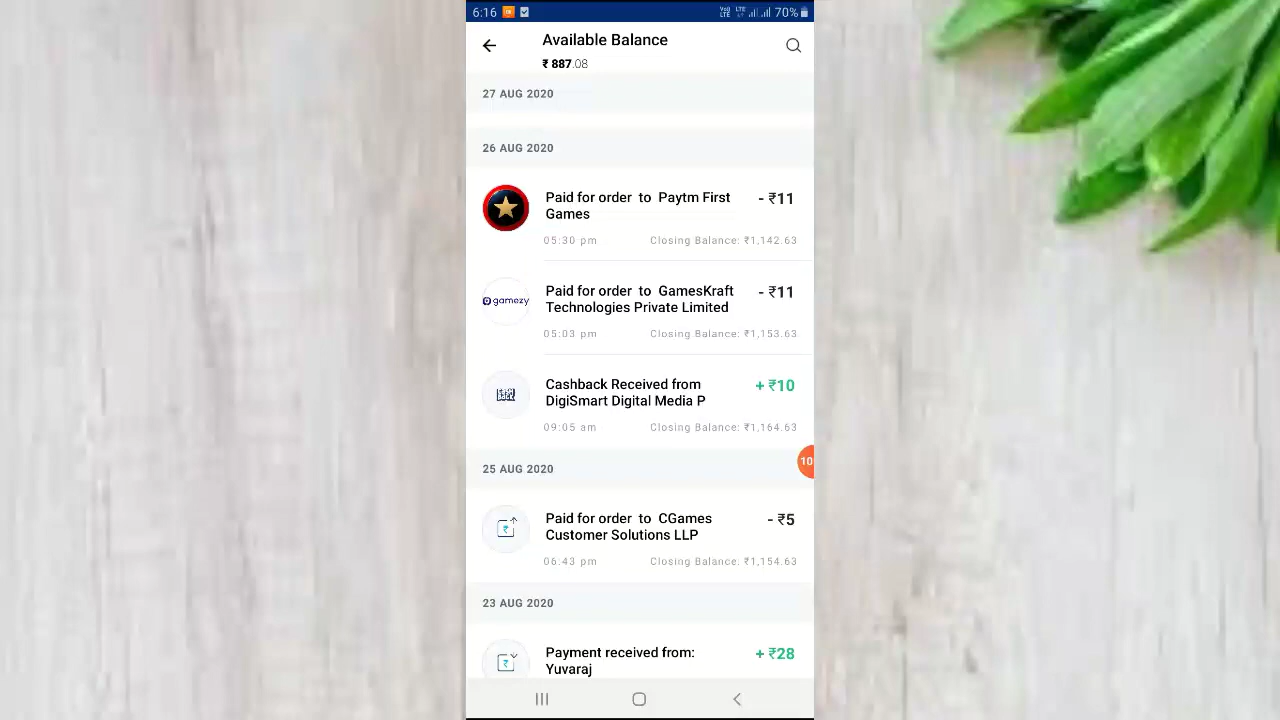 6:16 70%
Available Balance
₹ 887.08
27 AUG 2020
26 AUG 2020
Paid for order to Paytm First
Games
- ₹11
05:30 pm Closing Balance: ₹1,142.63
gamezy
Paid for order to GamesKraft
Technologies Private Limited
- ₹11
05:03 pm Closing Balance: ₹1,153.63
Cashback Received from
DigiSmart Digital Media P
+ ₹10
09:05 am Closing Balance: ₹1,164.63
10
25 AUG 2020
Paid for order to CGames
Customer Solutions LLP
- ₹5
06:43 pm Closing Balance: ₹1,154.63
23 AUG 2020
Payment received from:
Yuvaraj
+ ₹28